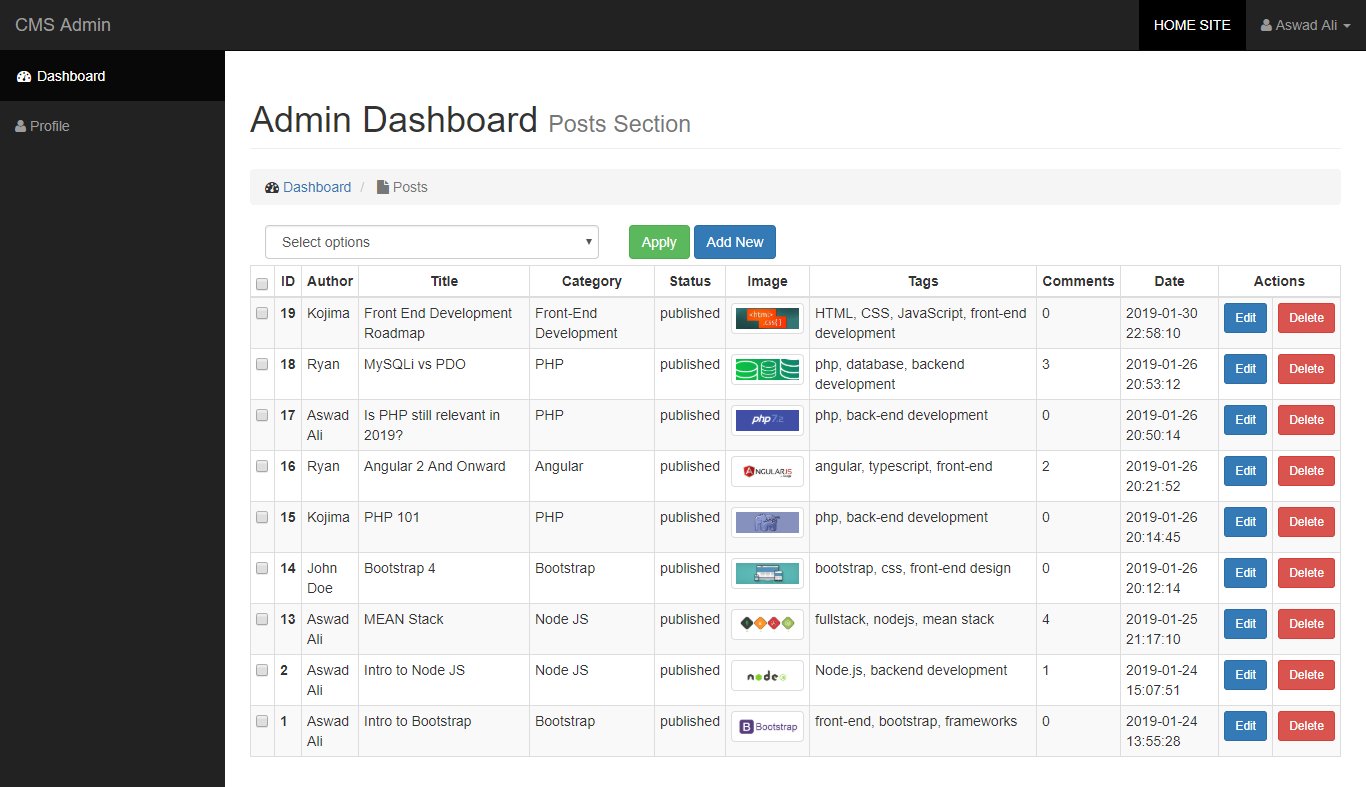 CMS Admin
HOME SITE
Aswad Ali
Dashboard
Profile
Admin Dashboard Posts Section
Dashboard / Posts
Select options
Apply
Add New
ID Author Title Category Status Image Tags Comments Date Actions
19 Kojima Front End Development Front-End published <html> HTML, CSS, JavaScript, front-end 0 2019-01-30 Edit Delete
Roadmap Development .css{} development 22:58:10
18 Ryan MySQLi vs PDO PHP published php, database, backend 3 2019-01-26 Edit Delete
development 20:53:12
17 Aswad Is PHP still relevant in PHP published php7.2 php, back-end development 0 2019-01-26 Edit Delete
Ali 2019? 20:50:14
16 Ryan Angular 2 And Onward Angular published ANGULARJS angular, typescript, front-end 2 2019-01-26 Edit Delete
20:21:52
15 Kojima PHP 101 PHP published php, back-end development 0 2019-01-26 Edit Delete
20:14:45
14 John Bootstrap 4 Bootstrap published bootstrap, css, front-end design 0 2019-01-26 Edit Delete
Doe 20:12:14
13 Aswad MEAN Stack Node JS published fullstack, nodejs, mean stack 4 2019-01-25 Edit Delete
Ali 21:17:10
2 Aswad Intro to Node JS Node JS published node Node.js, backend development 1 2019-01-24 Edit Delete
Ali 15:07:51
1 Aswad Intro to Bootstrap Bootstrap published B Bootstrap front-end, bootstrap, frameworks 0 2019-01-24 Edit Delete
Ali 13:55:28